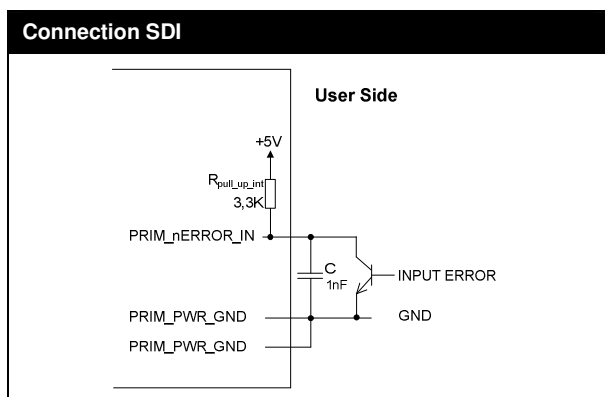 Connection SDI
User Side
+5V
Rpull_up_int
3,3K
PRIM_nERROR_IN
C
1nF
INPUT ERROR
PRIM_PWR_GND
GND
PRIM_PWR_GND